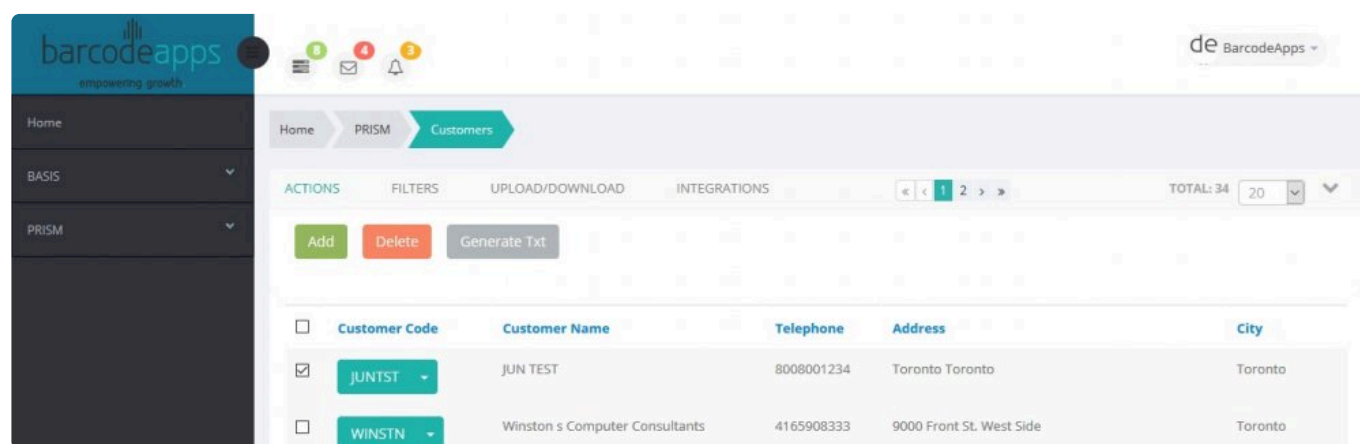 barcodeapps
empowering growth
8 4 3
de BarcodeApps
Home
BASIS
PRISM
Home PRISM Customers
ACTIONS FILTERS UPLOAD/DOWNLOAD INTEGRATIONS « ‹ 1 2 › » TOTAL: 34 20
Add Delete Generate Txt
Customer Code Customer Name Telephone Address City
JUNTST JUN TEST 8008001234 Toronto Toronto Toronto
WINSTN Winston s Computer Consultants 4165908333 9000 Front St. West Side Toronto